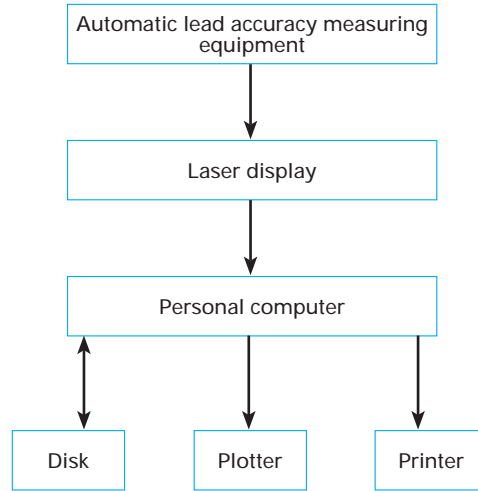 Automatic lead accuracy measuring
equipment
Laser display
Personal computer
Disk
Plotter
Printer